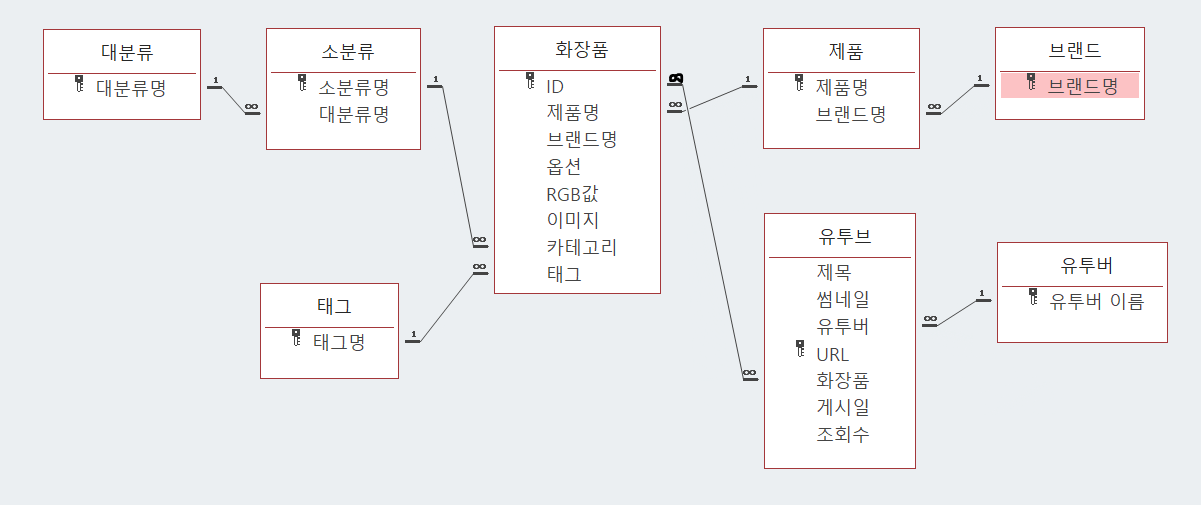 대분류
대분류명
1
∞
소분류
소분류명
대분류명
1
∞
태그
태그명
1
∞
화장품
ID
제품명
브랜드명
옵션
RGB값
이미지
카테고리
태그
∞
1
제품
제품명
브랜드명
∞
1
브랜드
브랜드명
∞
유투브
제목
썸네일
유투버
URL
화장품
게시일
조회수
∞
1
유투버
유투버 이름